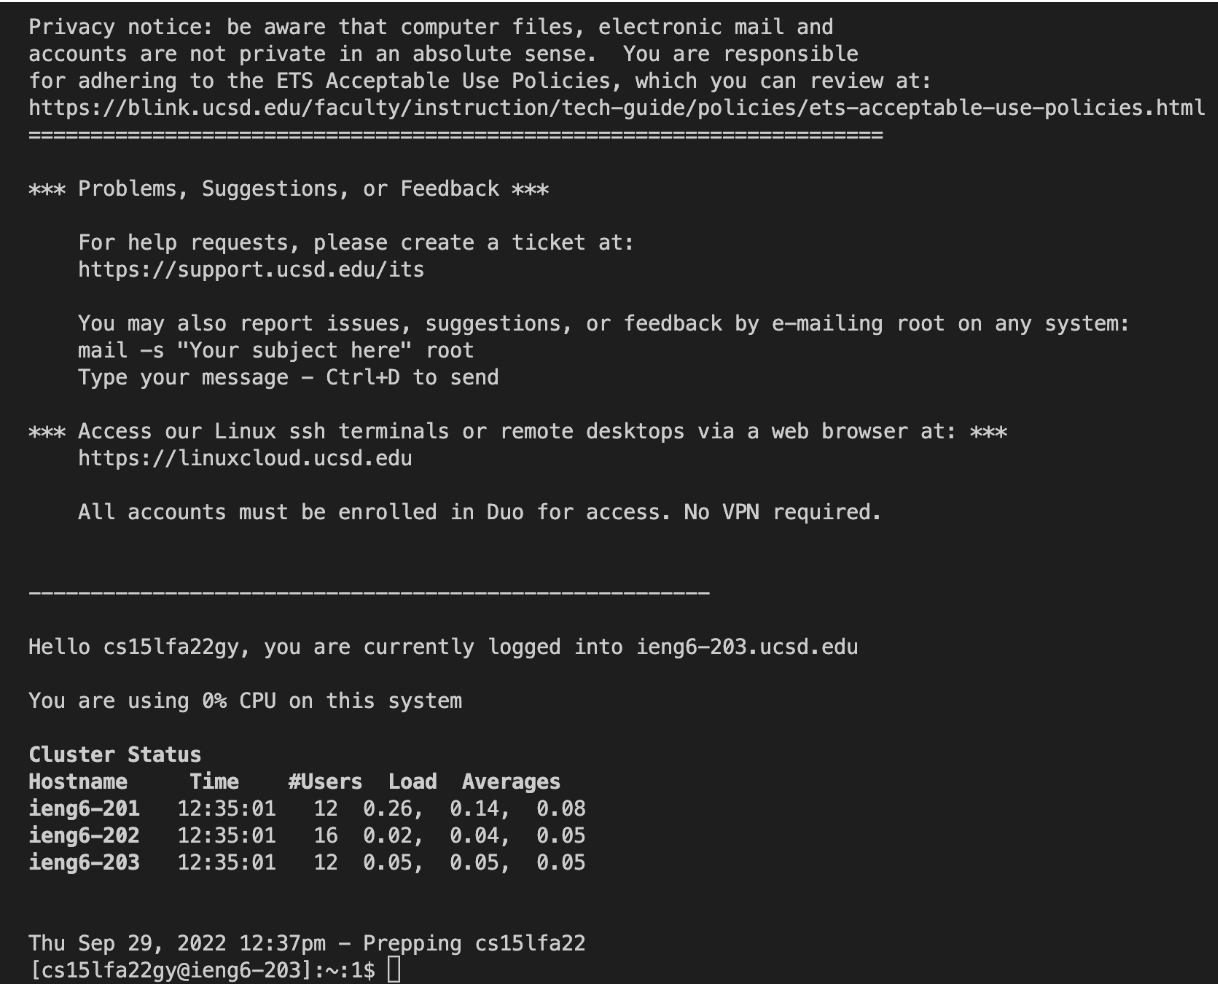 Privacy notice: be aware that computer files, electronic mail and
accounts are not private in an absolute sense.  You are responsible
for adhering to the ETS Acceptable Use Policies, which you can review at:
https://blink.ucsd.edu/faculty/instruction/tech-guide/policies/ets-acceptable-use-policies.html
=====================================================================
*** Problems, Suggestions, or Feedback ***
For help requests, please create a ticket at:
https://support.ucsd.edu/its
You may also report issues, suggestions, or feedback by e-mailing root on any system:
mail -s "Your subject here" root
Type your message - Ctrl+D to send
*** Access our Linux ssh terminals or remote desktops via a web browser at: ***
https://linuxcloud.ucsd.edu
All accounts must be enrolled in Duo for access. No VPN required.
-------------------------------------------------------
Hello cs15lfa22gy, you are currently logged into ieng6-203.ucsd.edu
You are using 0% CPU on this system
Cluster Status
Hostname     Time    #Users  Load  Averages
ieng6-201   12:35:01   12  0.26,  0.14,  0.08
ieng6-202   12:35:01   16  0.02,  0.04,  0.05
ieng6-203   12:35:01   12  0.05,  0.05,  0.05
Thu Sep 29, 2022 12:37pm - Prepping cs15lfa22
[cs15lfa22gy@ieng6-203]:~:1$